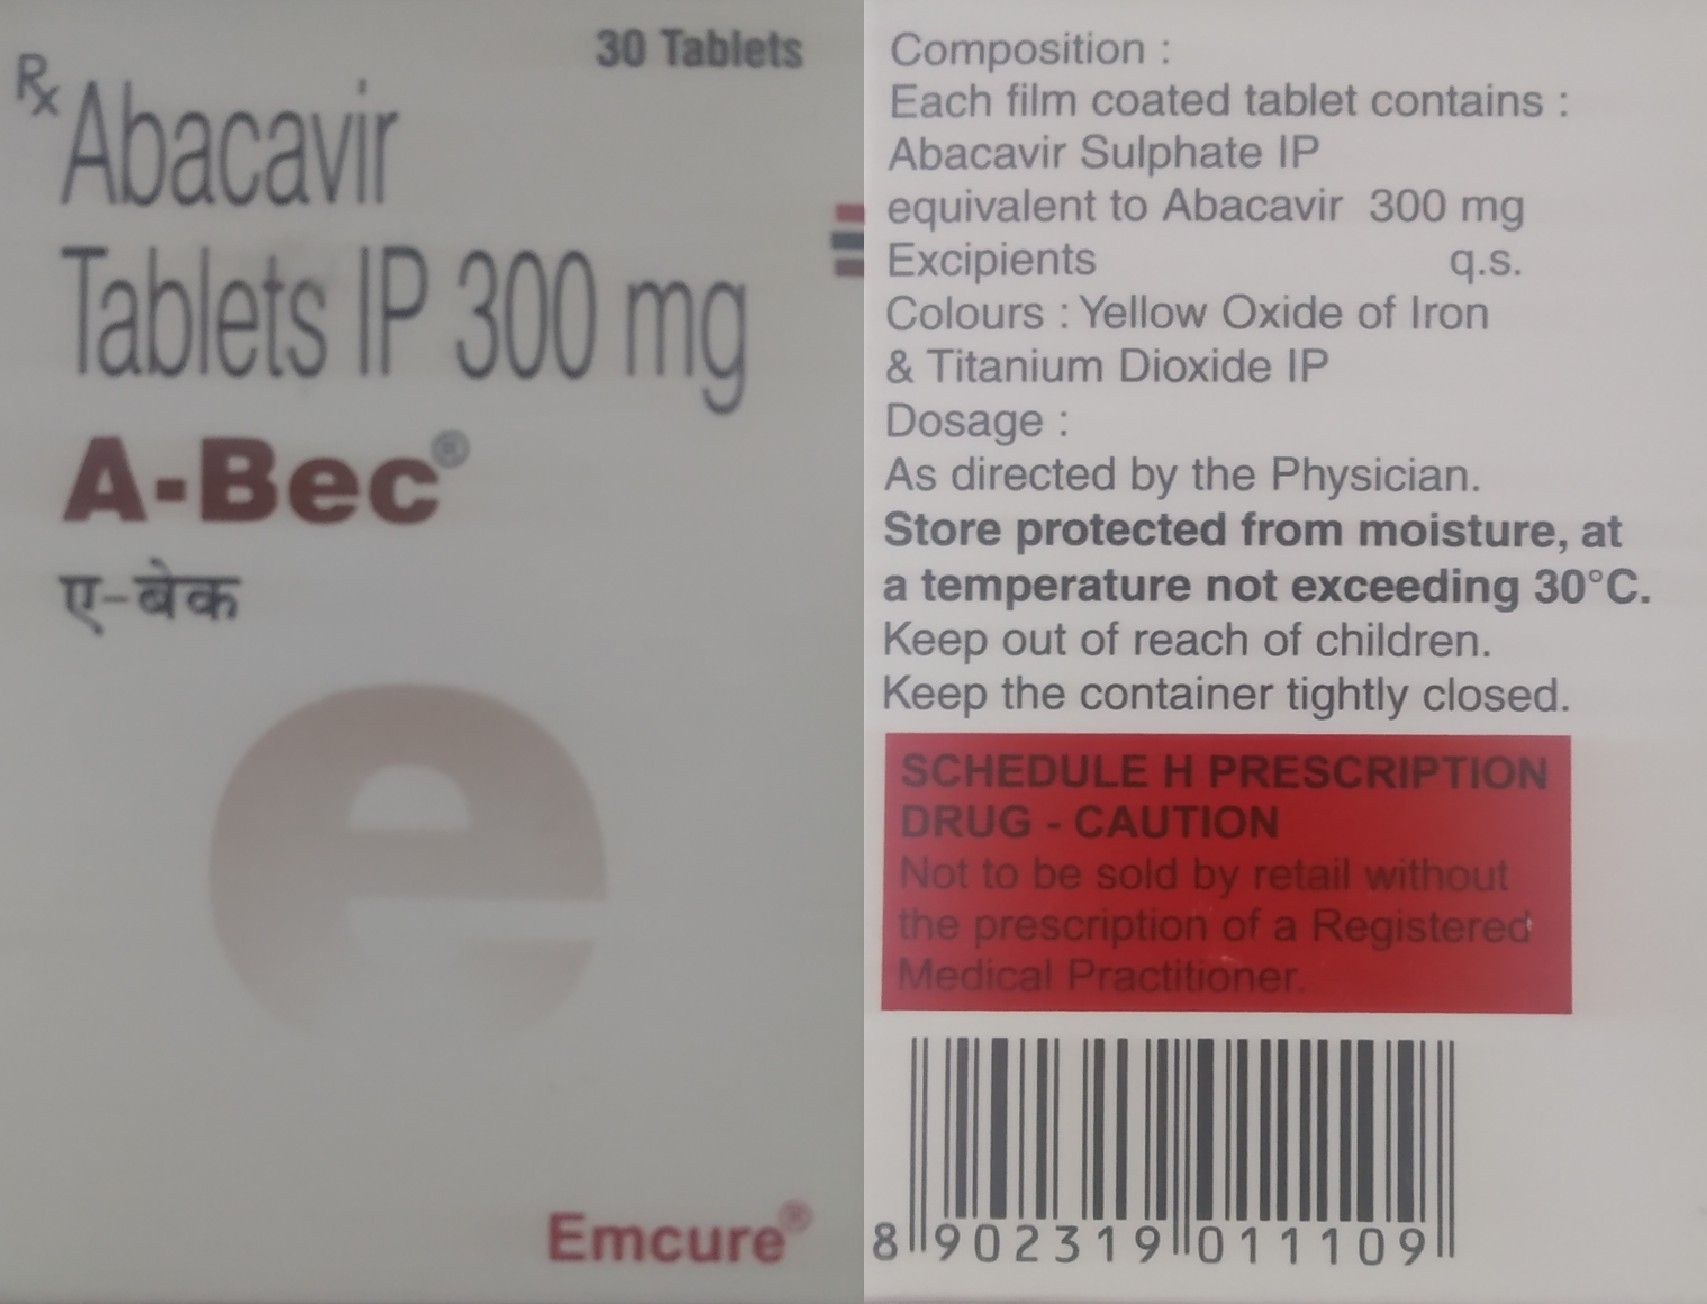 30 Tablets
Rx Abacavir
Tablets IP 300 mg
A-Bec®
ए-बेक
e
Emcure®
Composition :
Each film coated tablet contains :
Abacavir Sulphate IP
equivalent to Abacavir 300 mg
Excipients q.s.
Colours : Yellow Oxide of Iron
& Titanium Dioxide IP
Dosage :
As directed by the Physician.
Store protected from moisture, at
a temperature not exceeding 30°C.
Keep out of reach of children.
Keep the container tightly closed.
SCHEDULE H PRESCRIPTION
DRUG - CAUTION
Not to be sold by retail without
the prescription of a Registered
Medical Practitioner.
8 902319 011109